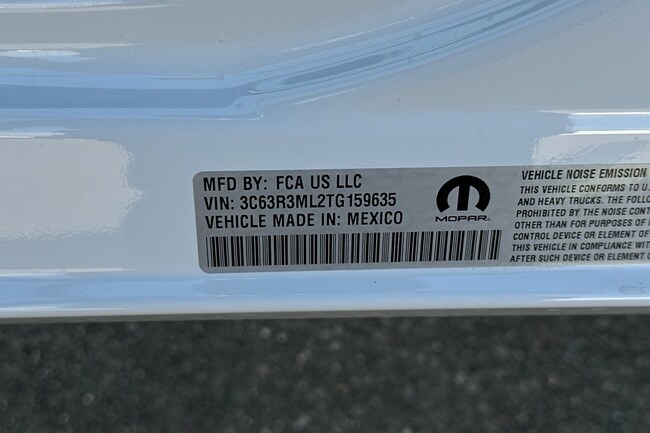 MFD BY: FCA US LLC
VIN: 3C63R3ML2TG159635
VEHICLE MADE IN: MEXICO
MOPAR
VEHICLE NOISE EMISSION
THIS VEHICLE CONFORMS TO U.
AND HEAVY TRUCKS. THE FOLLO
PROHIBITED BY THE NOISE CONT
OTHER THAN FOR PURPOSES OF
CONTROL DEVICE OR ELEMENT OF
THIS VEHICLE IN COMPLIANCE WITH
AFTER SUCH DEVICE OR ELEMENT